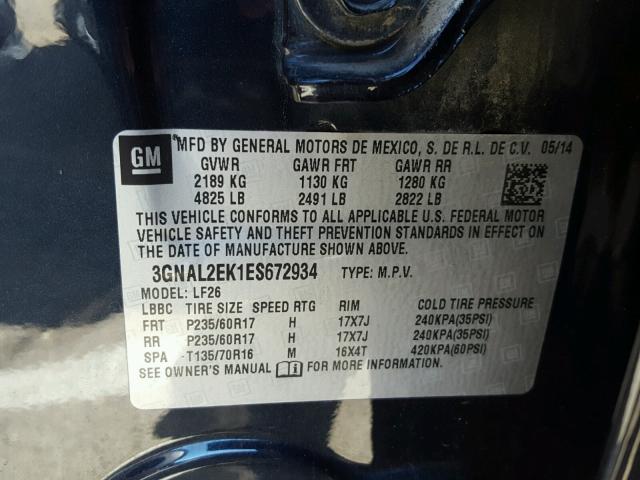 GM
MFD BY GENERAL MOTORS DE MEXICO, S. DE R.L. DE C.V. 05/14
GVWR GAWR FRT GAWR RR
2189 KG 1130 KG 1280 KG
4825 LB 2491 LB 2822 LB
THIS VEHICLE CONFORMS TO ALL APPLICABLE U.S. FEDERAL MOTOR
VEHICLE SAFETY AND THEFT PREVENTION STANDARDS IN EFFECT ON
THE DATE OF MANUFACTURE SHOWN ABOVE.
3GNAL2EK1ES672934 TYPE: M.P.V.
MODEL: LF26
LBBC TIRE SIZE SPEED RTG RIM COLD TIRE PRESSURE
FRT P235/60R17 H 17X7J 240KPA(35PSI)
RR P235/60R17 H 17X7J 240KPA(35PSI)
SPA T135/70R16 M 16X4T 420KPA(60PSI)
SEE OWNER'S MANUAL FOR MORE INFORMATION.